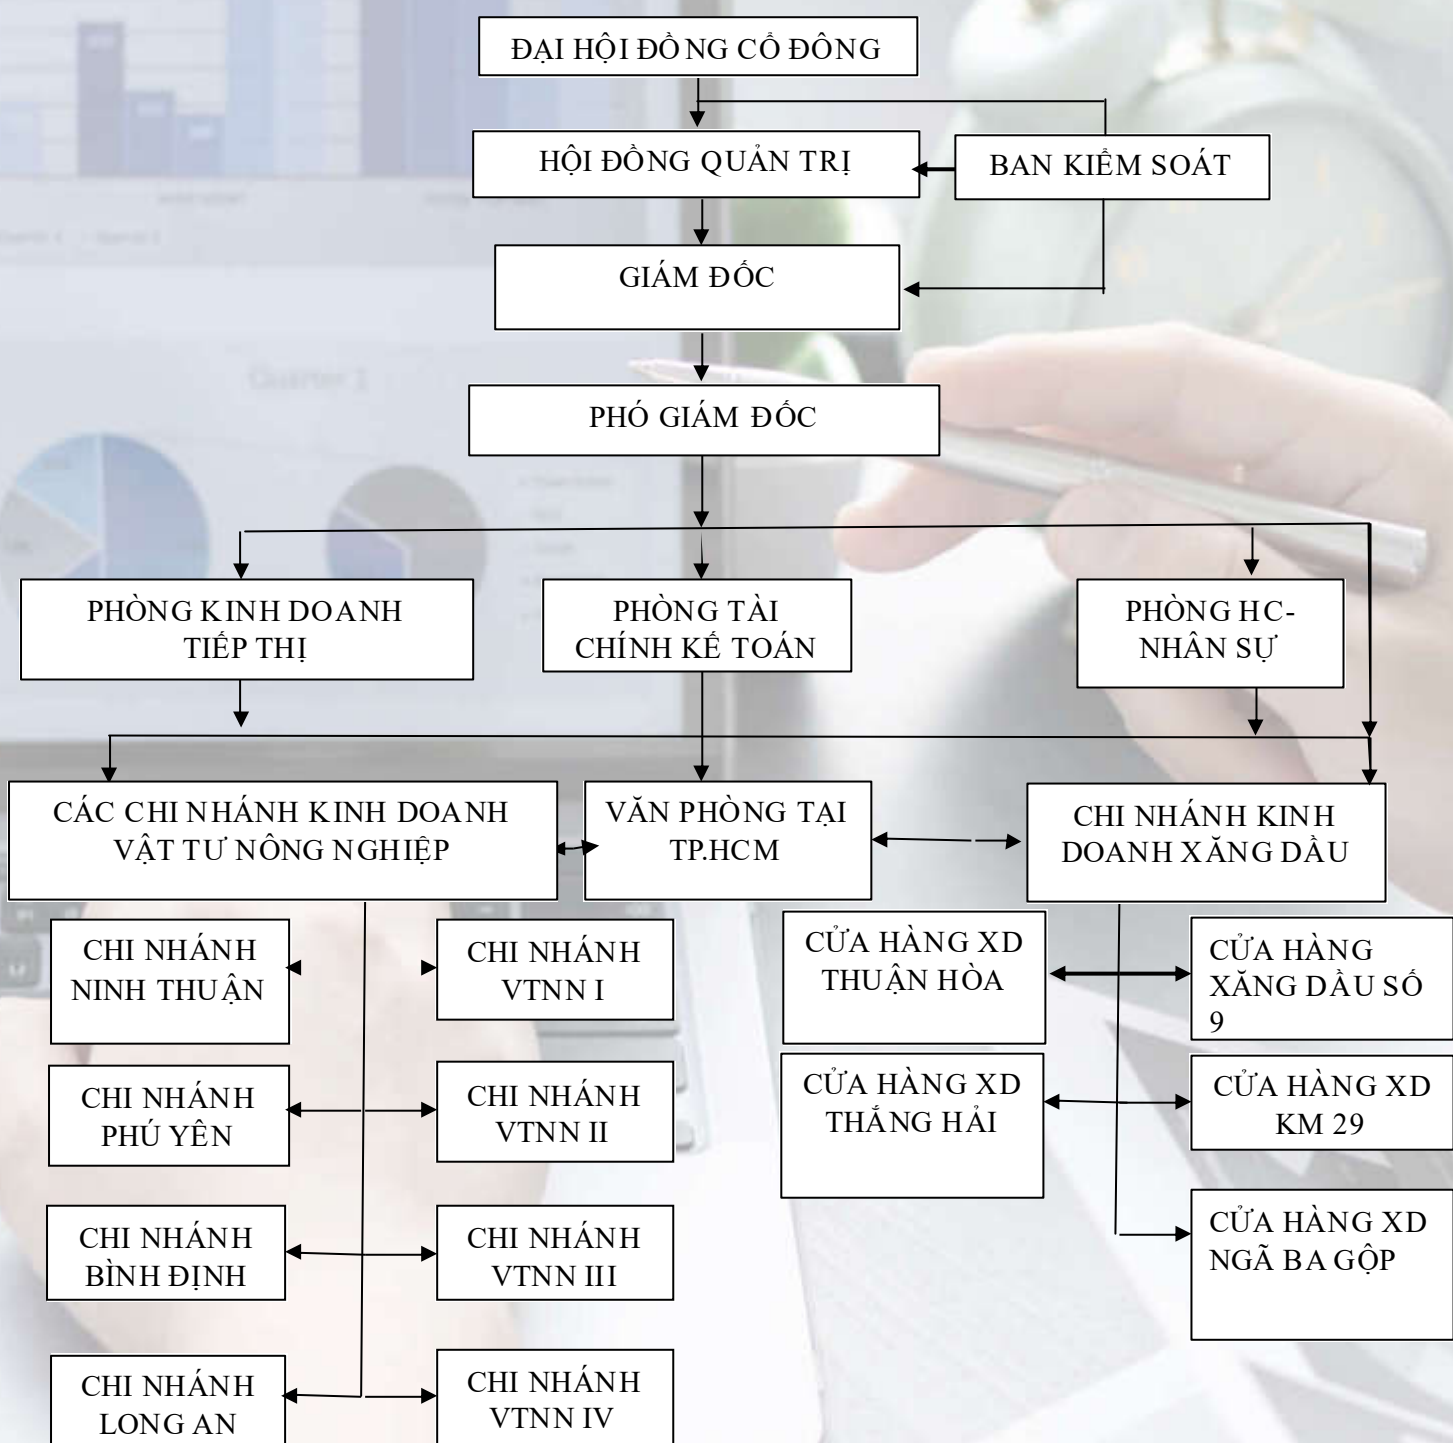 ĐẠI HỘI ĐỒNG CỔ ĐÔNG
HỘI ĐỒNG QUẢN TRỊ
BAN KIỂM SOÁT
GIÁM ĐỐC
Quarter 1
PHÓ GIÁM ĐỐC
PHÒNG KINH DOANH
TIẾP THỊ
PHÒNG TÀI
CHÍNH KẾ TOÁN
PHÒNG HC-
NHÂN SỰ
CÁC CHI NHÁNH KINH DOANH
VẬT TƯ NÔNG NGHIỆP
VĂN PHÒNG TẠI
TP.HCM
CHI NHÁNH KINH
DOANH XĂNG DẦU
CHI NHÁNH
NINH THUẬN
CHI NHÁNH
VTNN I
CỬA HÀNG XD
THUẬN HÒA
CỬA HÀNG
XĂNG DẦU SỐ
9
CHI NHÁNH
PHÚ YÊN
CHI NHÁNH
VTNN II
CỬA HÀNG XD
THẮNG HẢI
CỬA HÀNG XD
KM 29
CHI NHÁNH
BÌNH ĐỊNH
CHI NHÁNH
VTNN III
CỬA HÀNG XD
NGÃ BA GỘP
CHI NHÁNH
LONG AN
CHI NHÁNH
VTNN IV